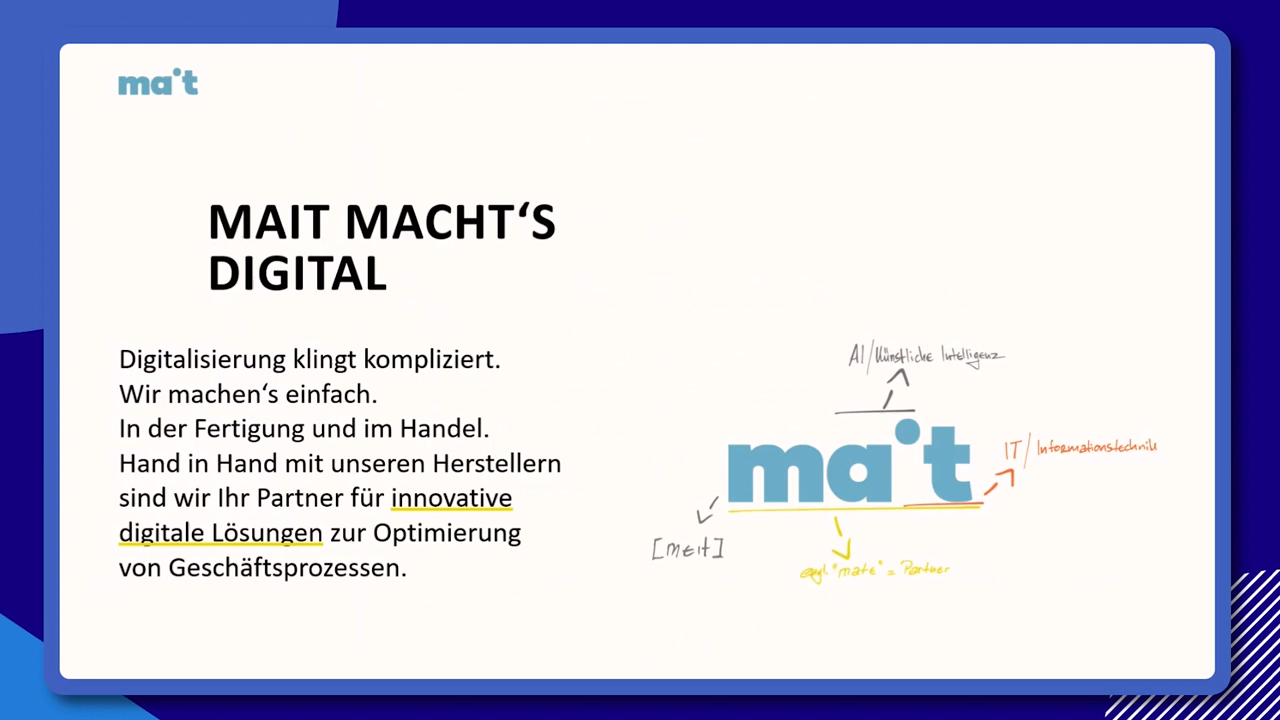 mait
MAIT MACHT‘S
DIGITAL
Digitalisierung klingt kompliziert.
Wir machen‘s einfach.
In der Fertigung und im Handel.
Hand in Hand mit unseren Herstellern
sind wir Ihr Partner für innovative
digitale Lösungen zur Optimierung
von Geschäftsprozessen.
AI/Künstliche Intelligenz
mait
IT/Informationstechnik
[mEit]
engl. "mate" = Partner